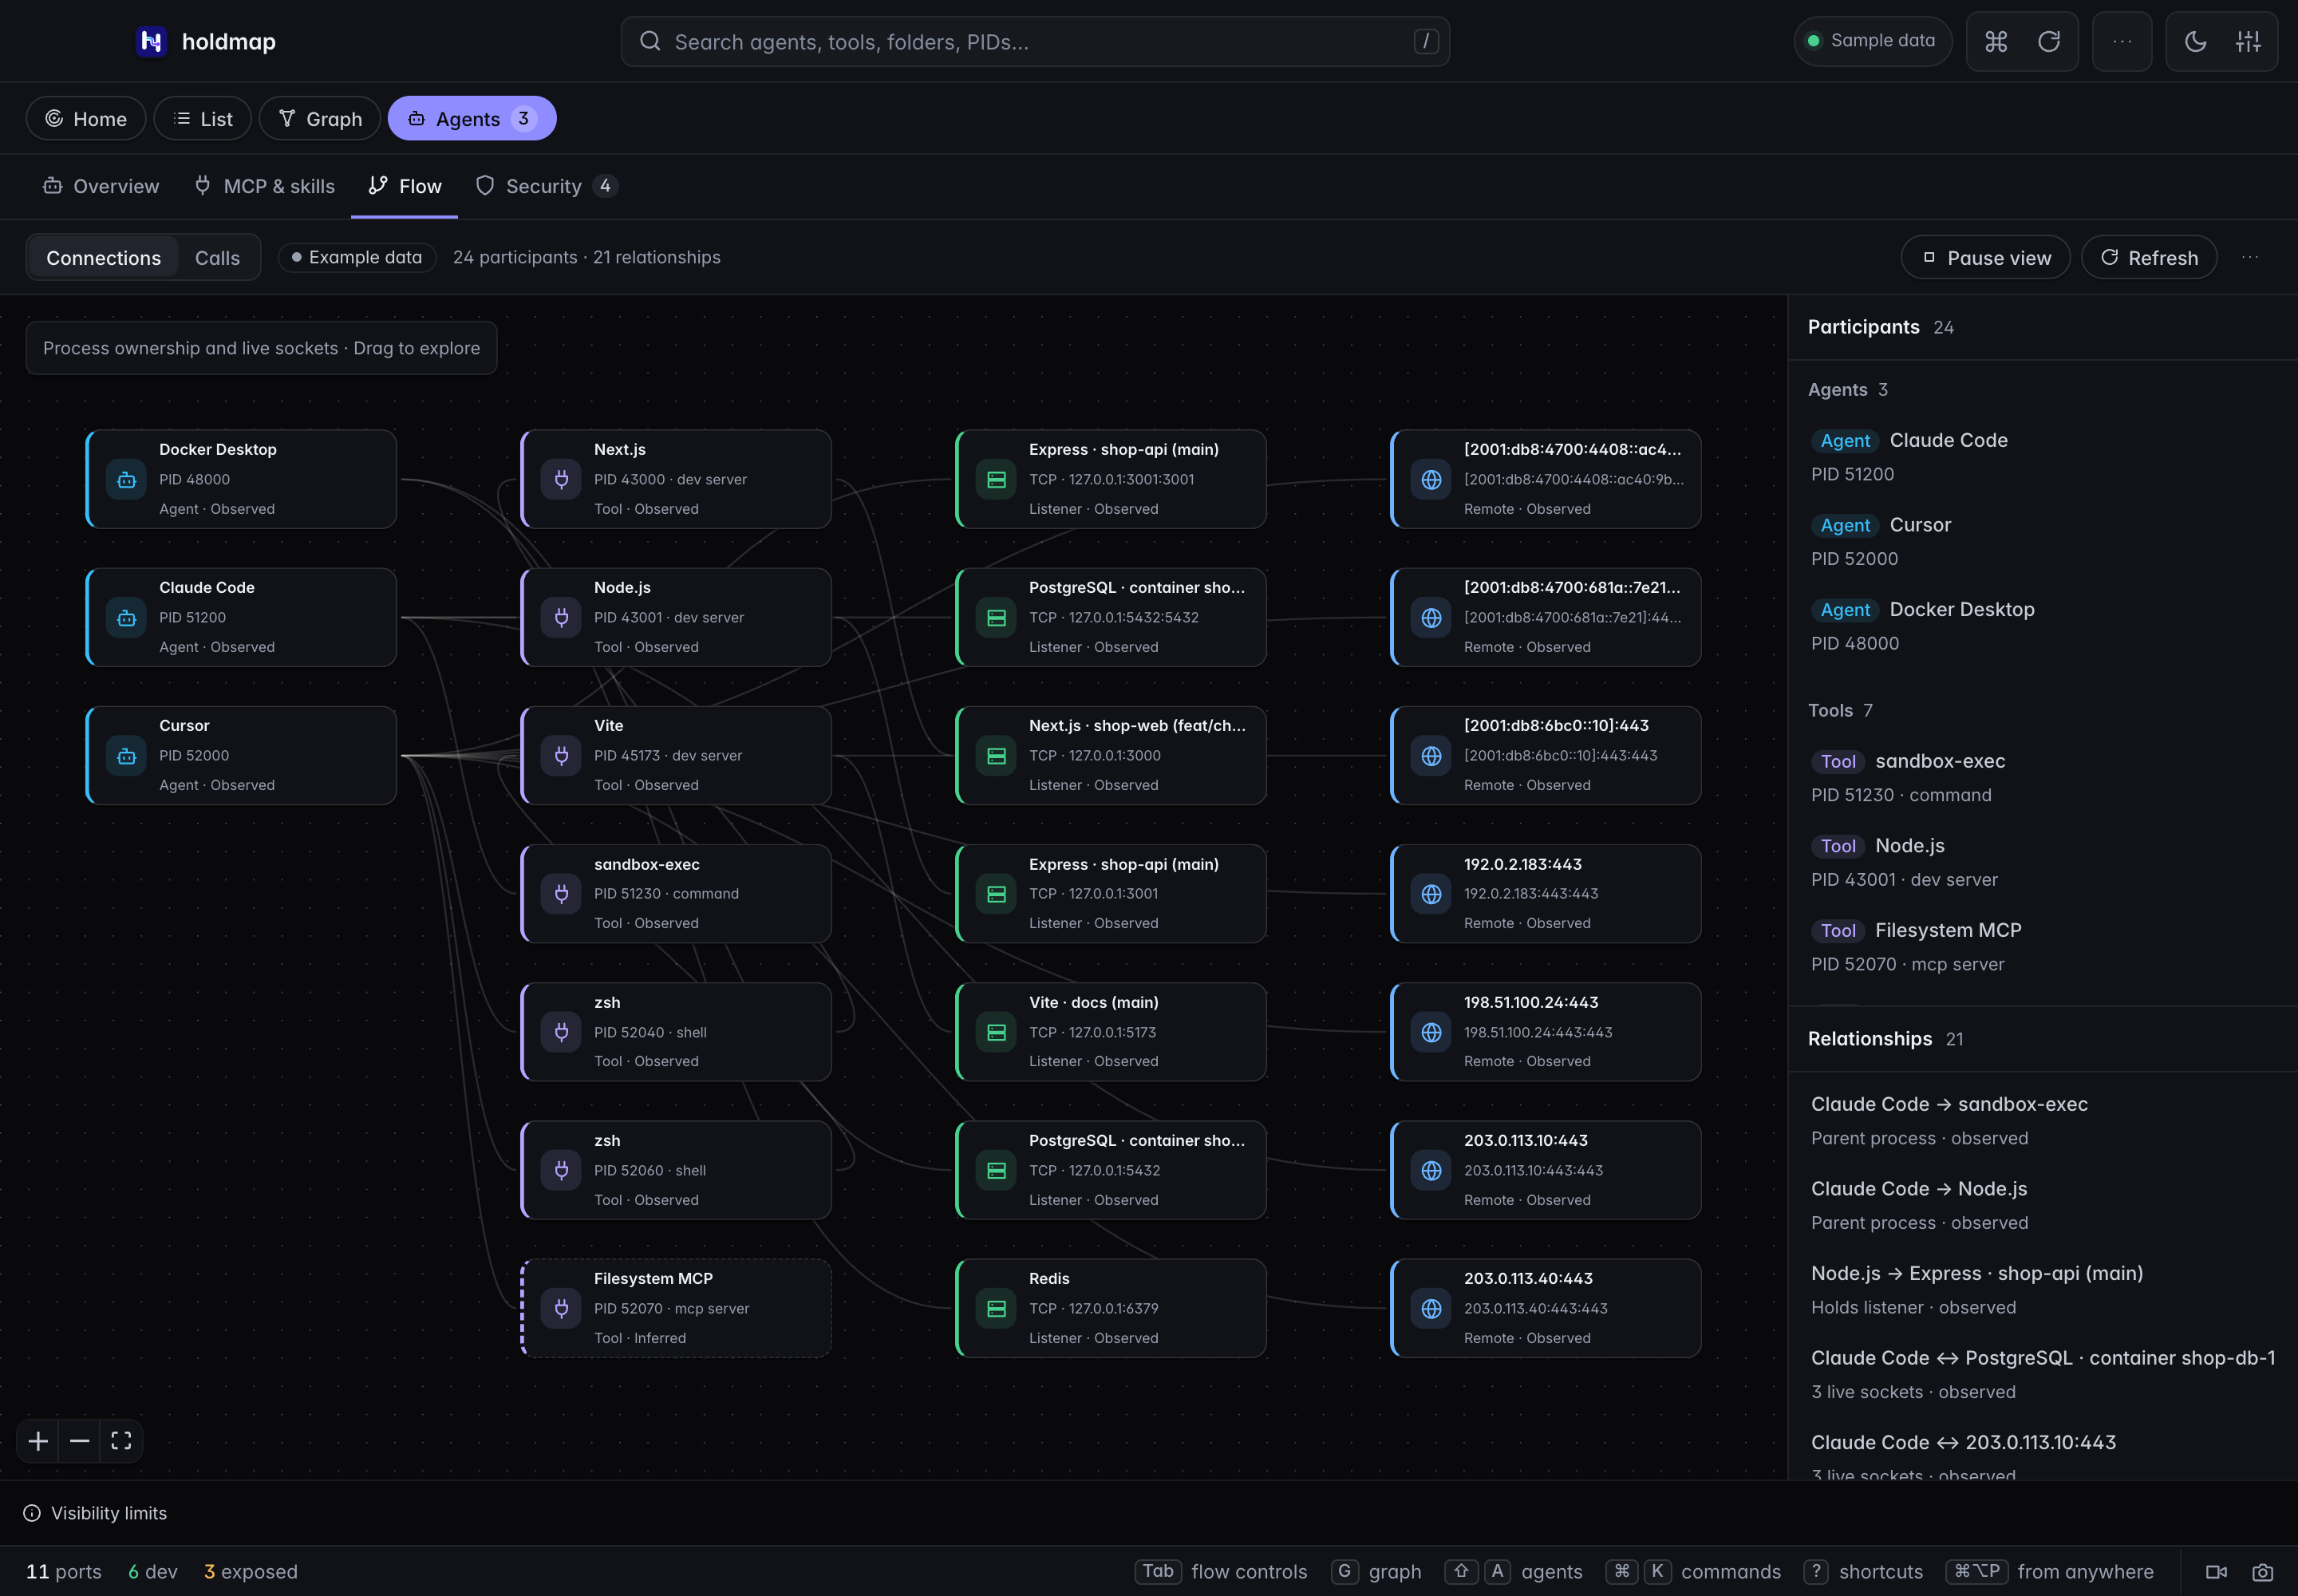 holdmap
Search agents, tools, folders, PIDs...
/
Sample data
Home
List
Graph
Agents 3
Overview
MCP & skills
Flow
Security 4
Connections
Calls
Example data
24 participants · 21 relationships
Pause view
Refresh
Process ownership and live sockets · Drag to explore
Docker Desktop
PID 48000
Agent · Observed
Claude Code
PID 51200
Agent · Observed
Cursor
PID 52000
Agent · Observed
Next.js
PID 43000 · dev server
Tool · Observed
Node.js
PID 43001 · dev server
Tool · Observed
Vite
PID 45173 · dev server
Tool · Observed
sandbox-exec
PID 51230 · command
Tool · Observed
zsh
PID 52040 · shell
Tool · Observed
zsh
PID 52060 · shell
Tool · Observed
Filesystem MCP
PID 52070 · mcp server
Tool · Inferred
Express · shop-api (main)
TCP · 127.0.0.1:3001:3001
Listener · Observed
PostgreSQL · container sho...
TCP · 127.0.0.1:5432:5432
Listener · Observed
Next.js · shop-web (feat/ch...
TCP · 127.0.0.1:3000
Listener · Observed
Express · shop-api (main)
TCP · 127.0.0.1:3001
Listener · Observed
Vite · docs (main)
TCP · 127.0.0.1:5173
Listener · Observed
PostgreSQL · container sho...
TCP · 127.0.0.1:5432
Listener · Observed
Redis
TCP · 127.0.0.1:6379
Listener · Observed
[2001:db8:4700:4408::ac4...
[2001:db8:4700:4408::ac40:9b...
Remote · Observed
[2001:db8:4700:681a::7e21...
[2001:db8:4700:681a::7e21]:44...
Remote · Observed
[2001:db8:6bc0::10]:443
[2001:db8:6bc0::10]:443:443
Remote · Observed
192.0.2.183:443
192.0.2.183:443:443
Remote · Observed
198.51.100.24:443
198.51.100.24:443:443
Remote · Observed
203.0.113.10:443
203.0.113.10:443:443
Remote · Observed
203.0.113.40:443
203.0.113.40:443:443
Remote · Observed
Participants 24
Agents 3
Agent Claude Code
PID 51200
Agent Cursor
PID 52000
Agent Docker Desktop
PID 48000
Tools 7
Tool sandbox-exec
PID 51230 · command
Tool Node.js
PID 43001 · dev server
Tool Filesystem MCP
PID 52070 · mcp server
Relationships 21
Claude Code → sandbox-exec
Parent process · observed
Claude Code → Node.js
Parent process · observed
Node.js → Express · shop-api (main)
Holds listener · observed
Claude Code ↔ PostgreSQL · container shop-db-1
3 live sockets · observed
Claude Code ↔ 203.0.113.10:443
3 live sockets · observed
Visibility limits
11 ports
6 dev
3 exposed
Tab flow controls
G graph
⇧ A agents
⌘ K commands
? shortcuts
⌘⌥P from anywhere